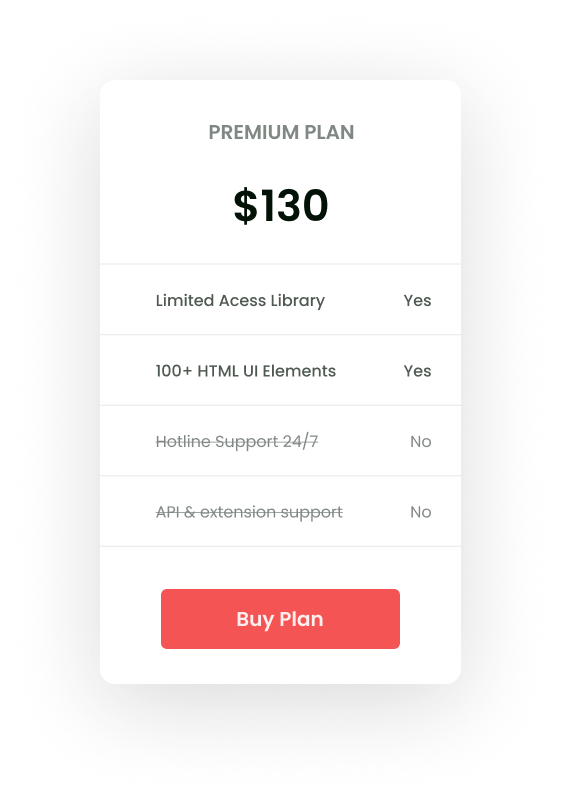 PREMIUM PLAN
$130
Limited Acess Library Yes
100+ HTML UI Elements Yes
Hotline Support 24/7 No
API & extension support No
Buy Plan